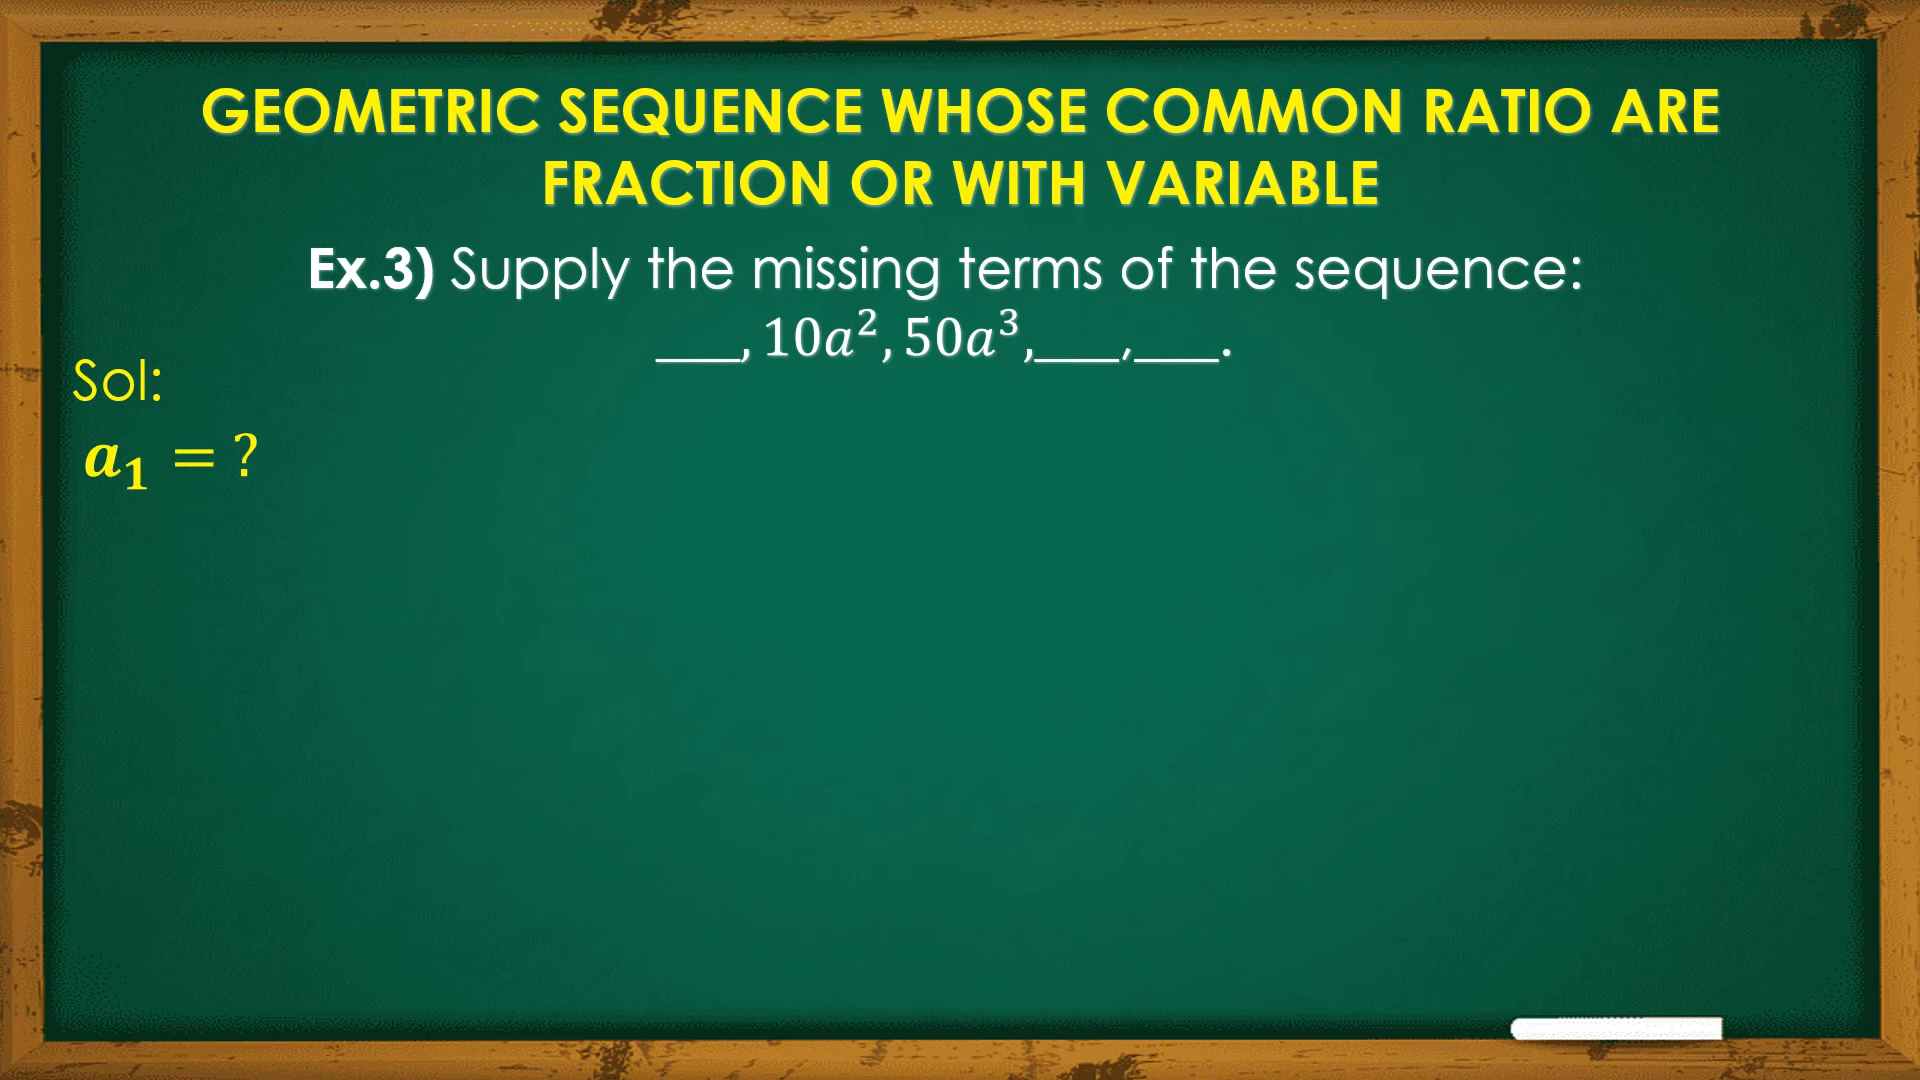 GEOMETRIC SEQUENCE WHOSE COMMON RATIO ARE
FRACTION OR WITH VARIABLE
Ex.3) Supply the missing terms of the sequence:
___, 10a², 50a³,___,___.
Sol:
a₁ = ?